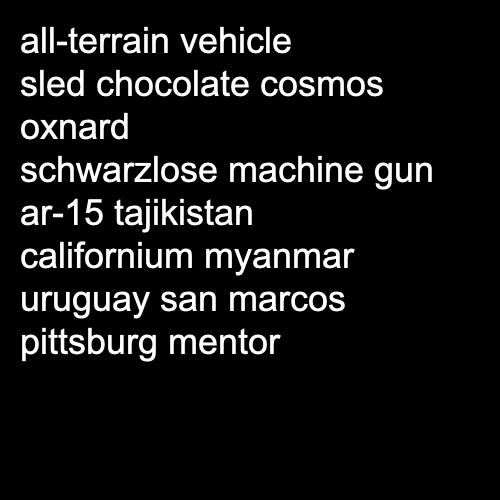 all-terrain vehicle
sled chocolate cosmos
oxnard
schwarzlose machine gun
ar-15 tajikistan
californium myanmar
uruguay san marcos
pittsburg mentor